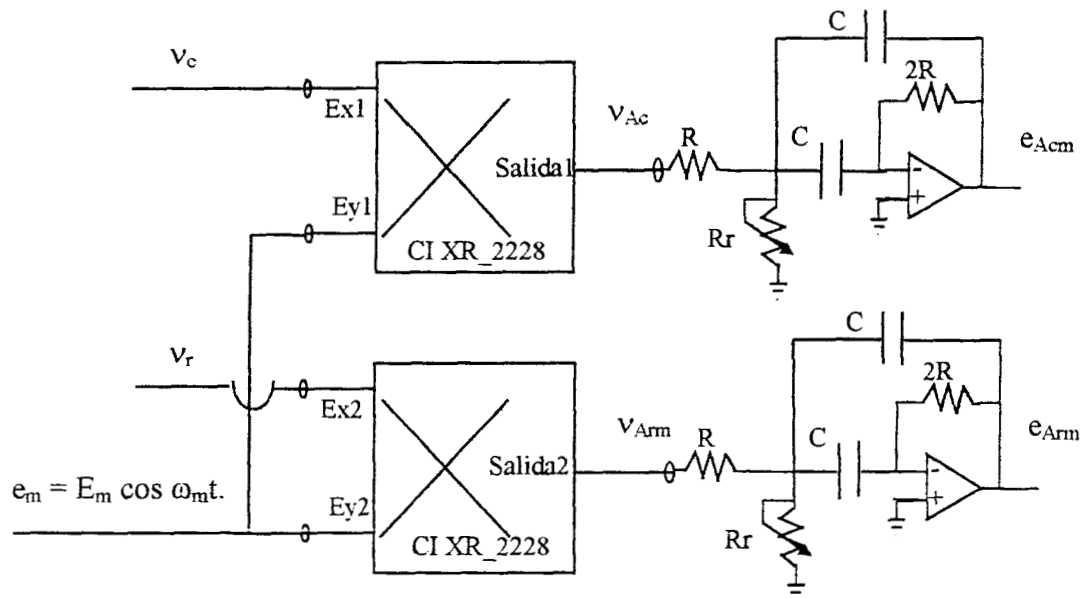 C
νc
2R
Ex1
νAc
R
C
eAcm
Salida1
-
+
Ey1
Rr
CI XR_2228
C
νr
2R
Ex2
νArm
R
C
eArm
Salida2
-
+
em = Em cos ωmt.
Ey2
Rr
CI XR_2228